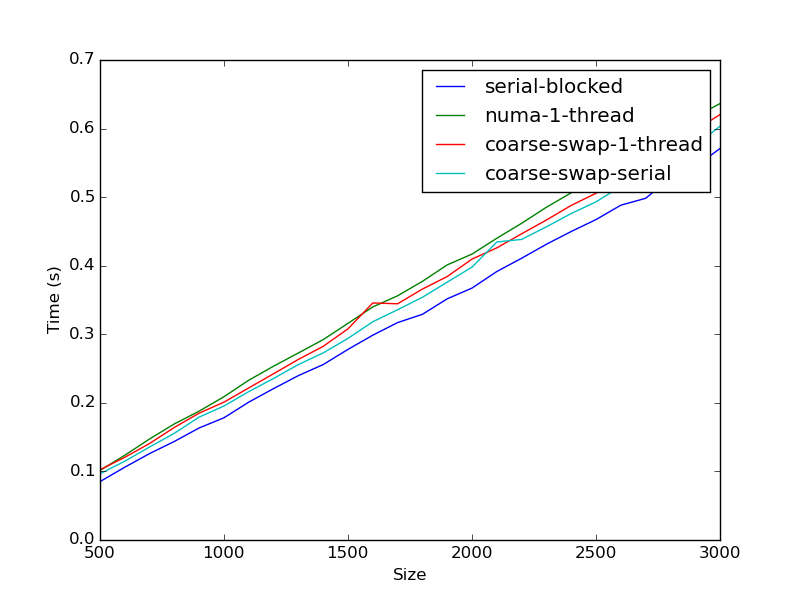 0.7
0.6
0.5
0.4
0.3
0.2
0.1
0.0
Time (s)
serial-blocked
numa-1-thread
coarse-swap-1-thread
coarse-swap-serial
500 1000 1500 2000 2500 3000
Size